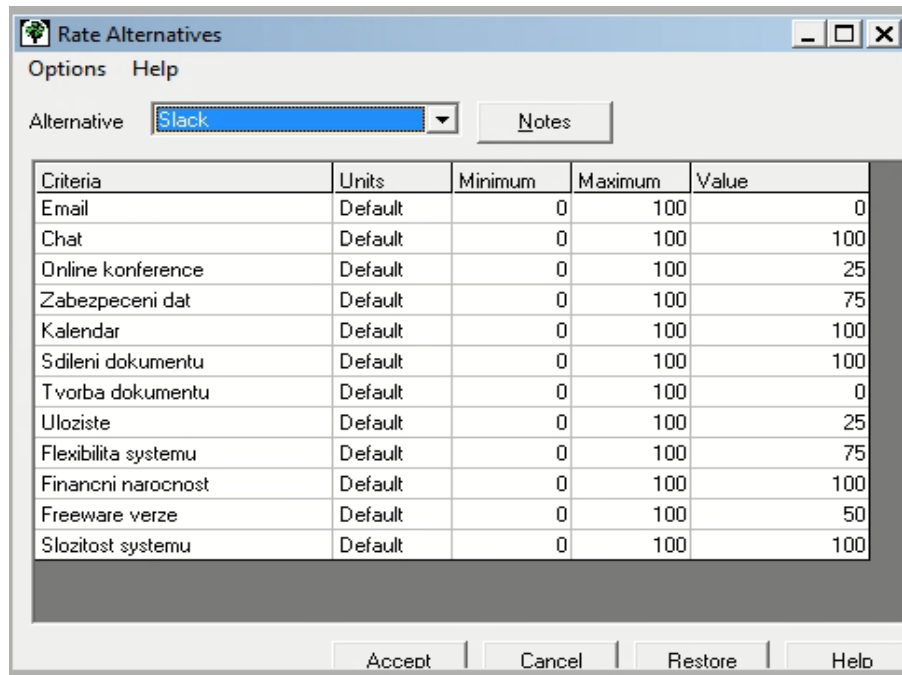 Rate Alternatives
Options Help
Alternative Slack Notes
Criteria Units Minimum Maximum Value
Email Default 0 100 0
Chat Default 0 100 100
Online konference Default 0 100 25
Zabezpeceni dat Default 0 100 75
Kalendar Default 0 100 100
Sdileni dokumentu Default 0 100 100
Tvorba dokumentu Default 0 100 0
Uloziste Default 0 100 25
Flexibilita systemu Default 0 100 75
Financni narocnost Default 0 100 100
Freeware verze Default 0 100 50
Slozitost systemu Default 0 100 100
Accept Cancel Restore Help